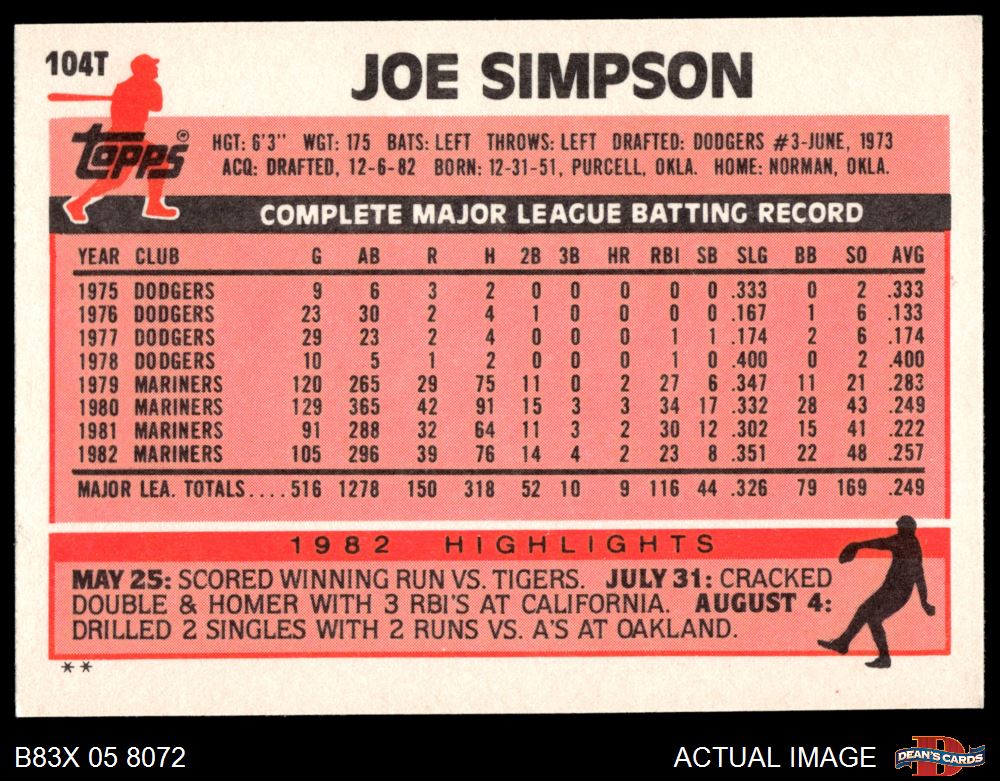 104T
JOE SIMPSON
topps®
HGT: 6'3" WGT: 175 BATS: LEFT THROWS: LEFT DRAFTED: DODGERS #3-JUNE, 1973
ACQ: DRAFTED, 12-6-82 BORN: 12-31-51, PURCELL, OKLA. HOME: NORMAN, OKLA.
COMPLETE MAJOR LEAGUE BATTING RECORD
YEAR CLUB G AB R H 2B 3B HR RBI SB SLG BB SO AVG
1975 DODGERS 9 6 3 2 0 0 0 0 0 .333 0 2 .333
1976 DODGERS 23 30 2 4 1 0 0 0 0 .167 1 6 .133
1977 DODGERS 29 23 2 4 0 0 0 1 1 .174 2 6 .174
1978 DODGERS 10 5 1 2 0 0 0 1 0 .400 0 2 .400
1979 MARINERS 120 265 29 75 11 0 2 27 6 .347 11 21 .283
1980 MARINERS 129 365 42 91 15 3 3 34 17 .332 28 43 .249
1981 MARINERS 91 288 32 64 11 3 2 30 12 .302 15 41 .222
1982 MARINERS 105 296 39 76 14 4 2 23 8 .351 22 48 .257
MAJOR LEA. TOTALS.... 516 1278 150 318 52 10 9 116 44 .326 79 169 .249
1982 HIGHLIGHTS
MAY 25: SCORED WINNING RUN VS. TIGERS. JULY 31: CRACKED
DOUBLE & HOMER WITH 3 RBI'S AT CALIFORNIA. AUGUST 4:
DRILLED 2 SINGLES WITH 2 RUNS VS. A'S AT OAKLAND.
**
B83X 05 8072
ACTUAL IMAGE
D
DEAN'S CARDS